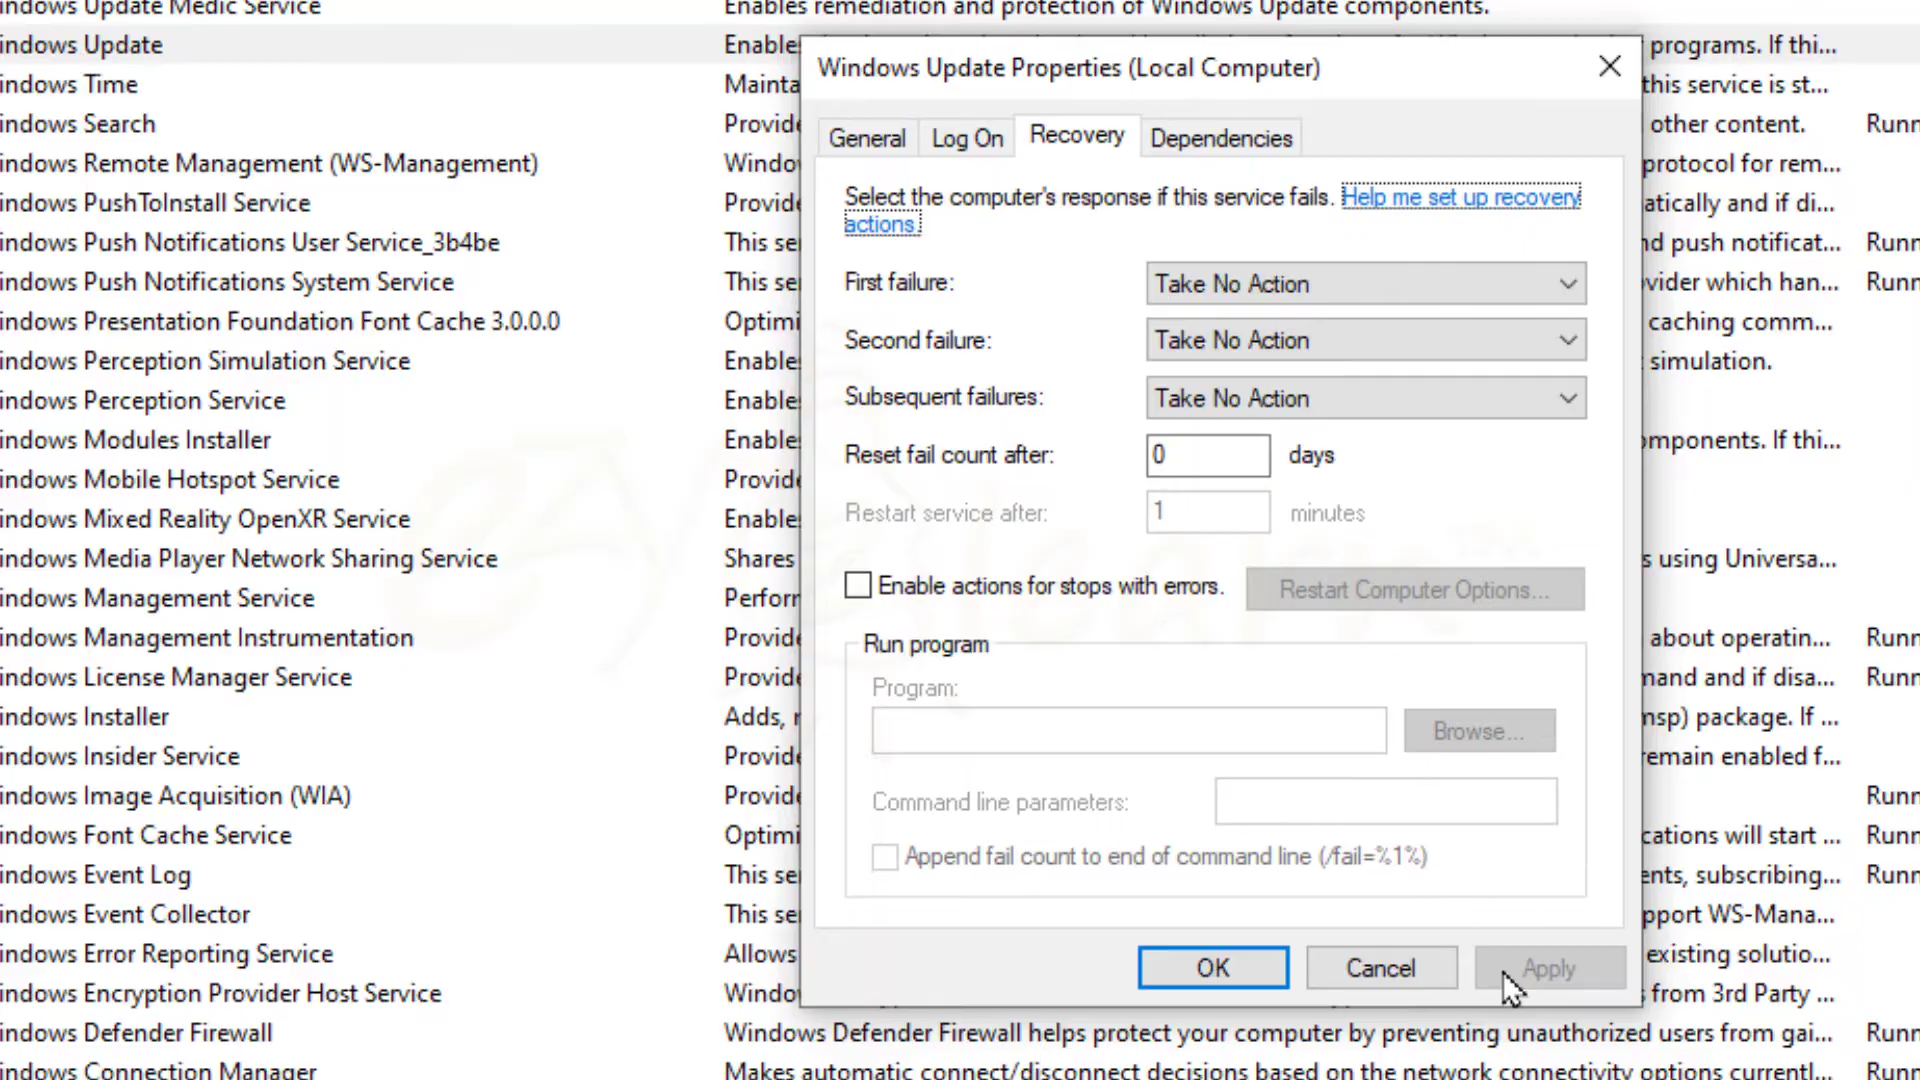 indows Update Medic Service Enables remediation and protection of Windows Update components.
indows Update Enables programs. If thi...
Windows Update Properties (Local Computer)
indows Time Mainta this service is st...
indows Search Provide other content. Runn
General Log On Recovery Dependencies
indows Remote Management (WS-Management) Window protocol for rem...
indows PushToInstall Service Provide atically and if di...
Select the computer's response if this service fails. Help me set up recovery
actions.
indows Push Notifications User Service_3b4be This ser nd push notificat... Runn
indows Push Notifications System Service This ser vider which han... Runn
First failure: Take No Action
indows Presentation Foundation Font Cache 3.0.0.0 Optimi caching comm...
Second failure: Take No Action
indows Perception Simulation Service Enables simulation.
indows Perception Service Enables
Subsequent failures: Take No Action
indows Modules Installer Enables mponents. If thi...
Reset fail count after: 0 days
indows Mobile Hotspot Service Provide
indows Mixed Reality OpenXR Service Enables
Restart service after: 1 minutes
indows Media Player Network Sharing Service Shares s using Universa...
indows Management Service Perform
Enable actions for stops with errors. Restart Computer Options...
indows Management Instrumentation Provide about operatin... Runn
Run program
indows License Manager Service Provide mand and if disa... Runn
Program:
indows Installer Adds, r msp) package. If ...
Browse...
indows Insider Service Provide emain enabled f...
indows Image Acquisition (WIA) Provide Runn
Command line parameters:
indows Font Cache Service Optimi cations will start ... Runn
Append fail count to end of command line (/fail=%1%)
indows Event Log This ser ents, subscribing... Runn
indows Event Collector This ser pport WS-Mana...
indows Error Reporting Service Allows existing solutio...
OK Cancel Apply
indows Encryption Provider Host Service Windo from 3rd Party ...
indows Defender Firewall Windows Defender Firewall helps protect your computer by preventing unauthorized users from gai... Runn
indows Connection Manager Makes automatic connect/disconnect decisions based on the network connectivity options currentl... Runn